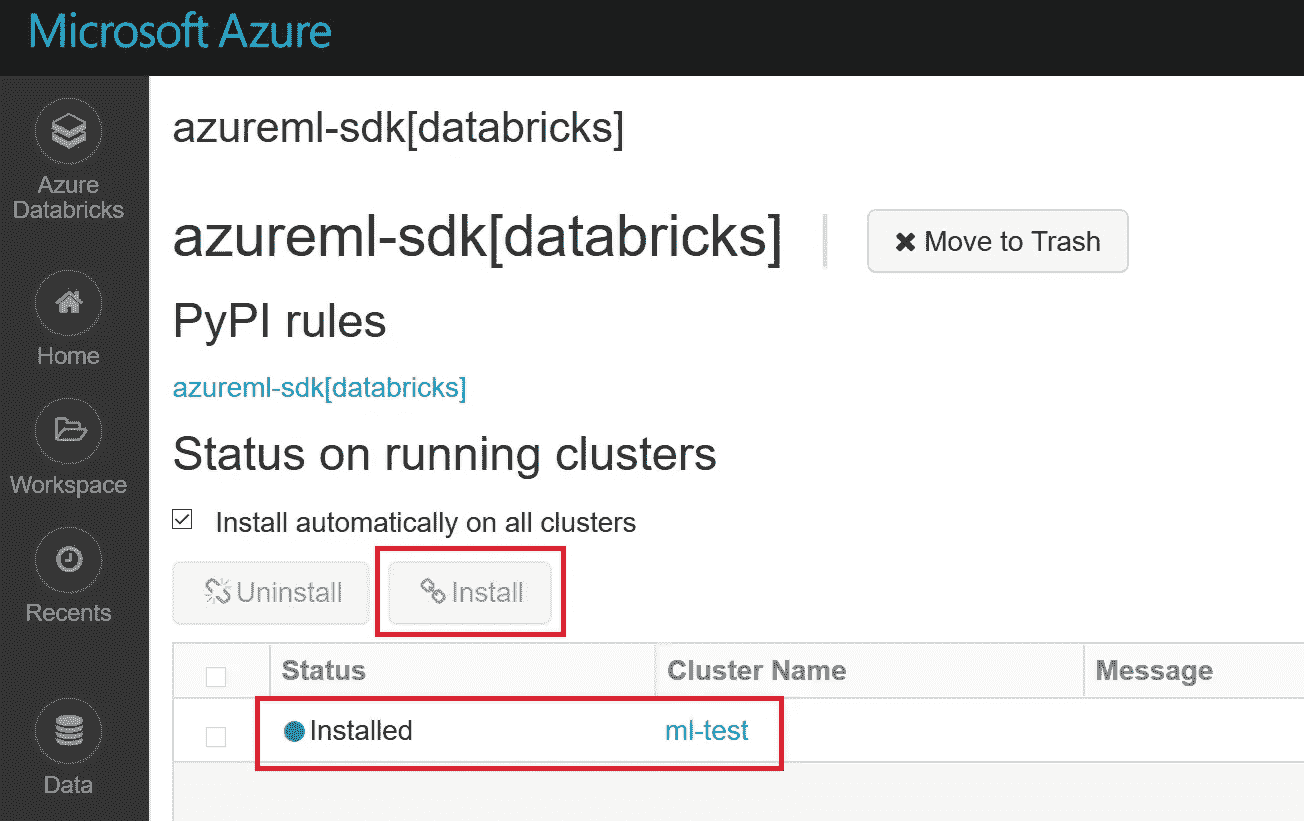 Microsoft Azure
azureml-sdk[databricks]
Azure
Databricks
azureml-sdk[databricks]
Move to Trash
PyPI rules
Home
azureml-sdk[databricks]
Status on running clusters
Workspace
Install automatically on all clusters
Uninstall
Install
Recents
Status
Cluster Name
Message
Installed
ml-test
Data